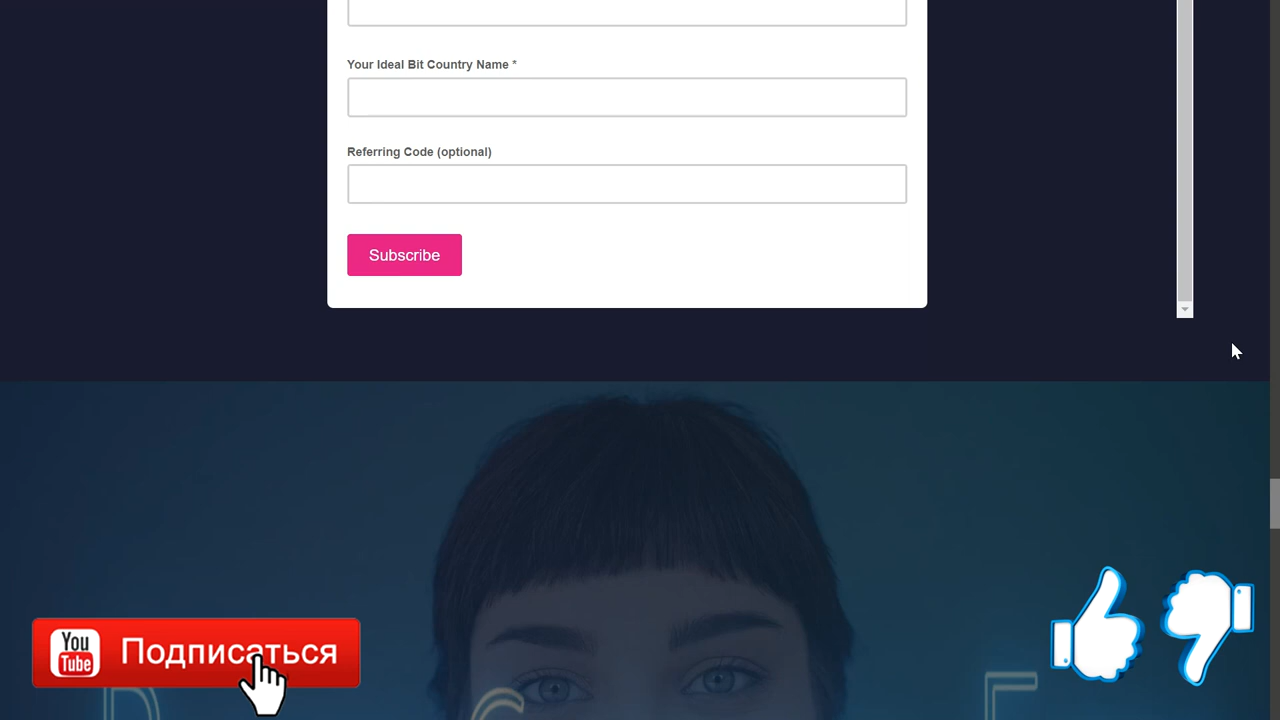 Your Ideal Bit Country Name *
Referring Code (optional)
Subscribe
You
Tube
Подписаться